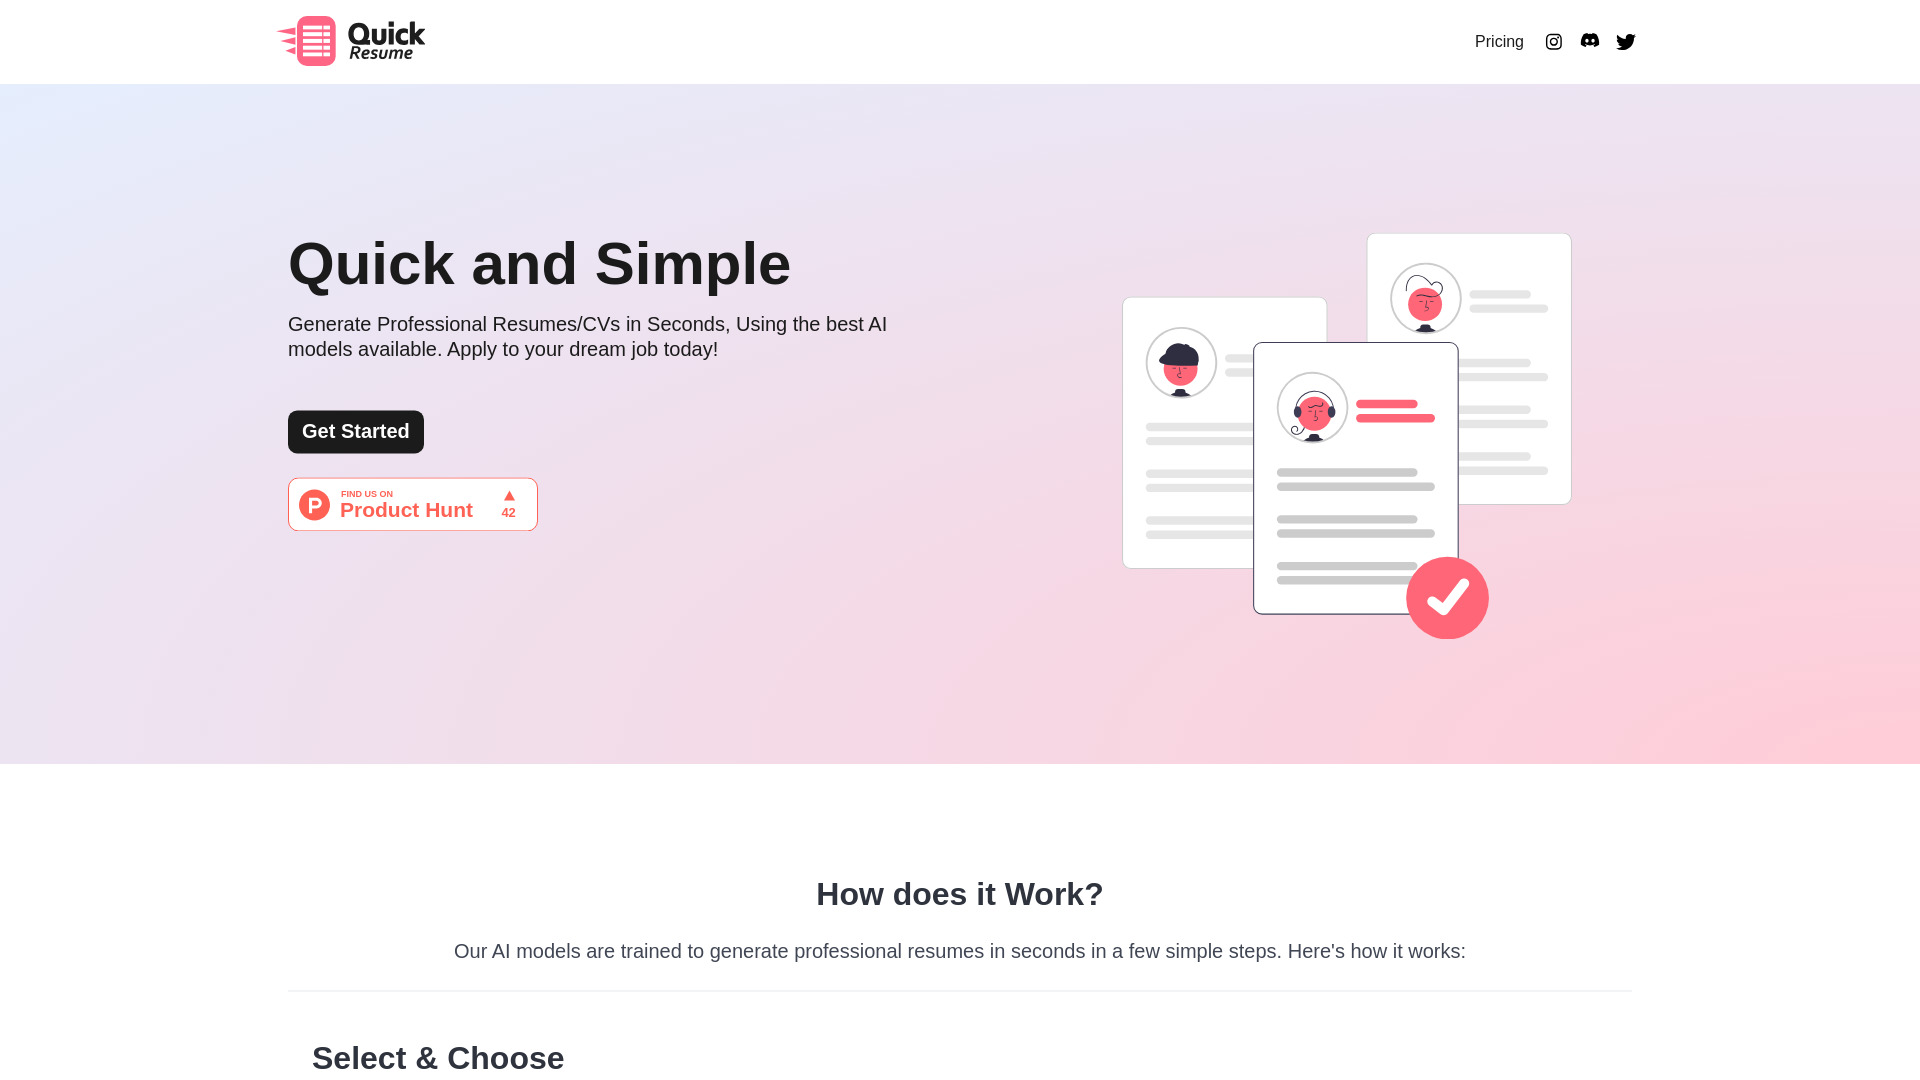 Quick
Resume
Pricing
Quick and Simple
Generate Professional Resumes/CVs in Seconds, Using the best AI
models available. Apply to your dream job today!
Get Started
P
FIND US ON
Product Hunt
42
How does it Work?
Our AI models are trained to generate professional resumes in seconds in a few simple steps. Here's how it works:
Select & Choose